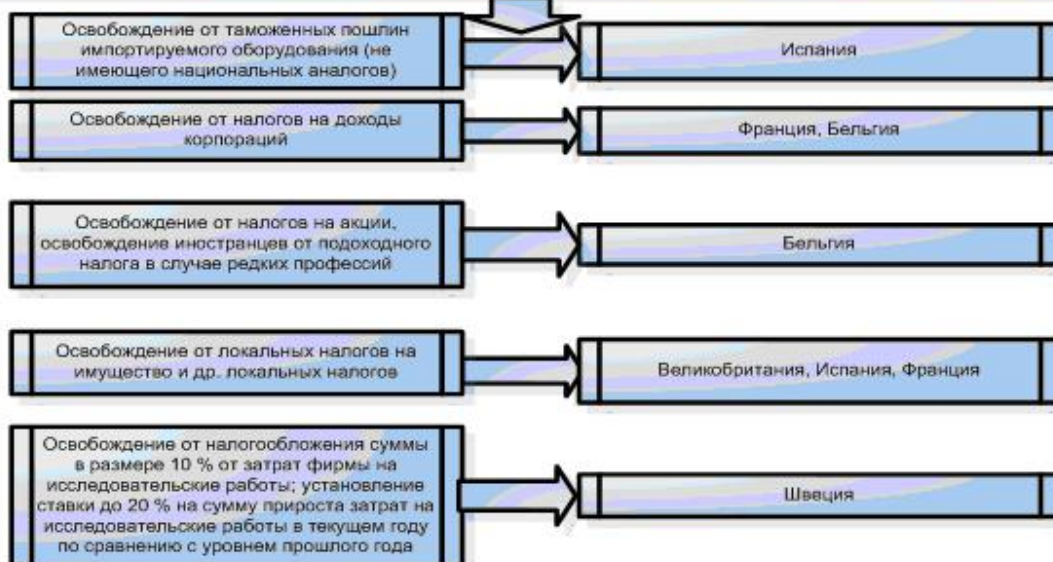 Освобождение от таможенных пошлин
импортируемого оборудования (не
имеющего национальных аналогов)
Испания
Освобождение от налогов на доходы
корпораций
Франция, Бельгия
Освобождение от налогов на акции,
освобождение иностранцев от подоходного
налога в случае редких профессий
Бельгия
Освобождение от локальных налогов на
имущество и др. локальных налогов
Великобритания, Испания, Франция
Освобождение от налогообложения суммы
в размере 10 % от затрат фирмы на
исследовательские работы; установление
ставки до 20 % на сумму прироста затрат на
исследовательские работы в текущем году
по сравнению с уровнем прошлого года
Швеция